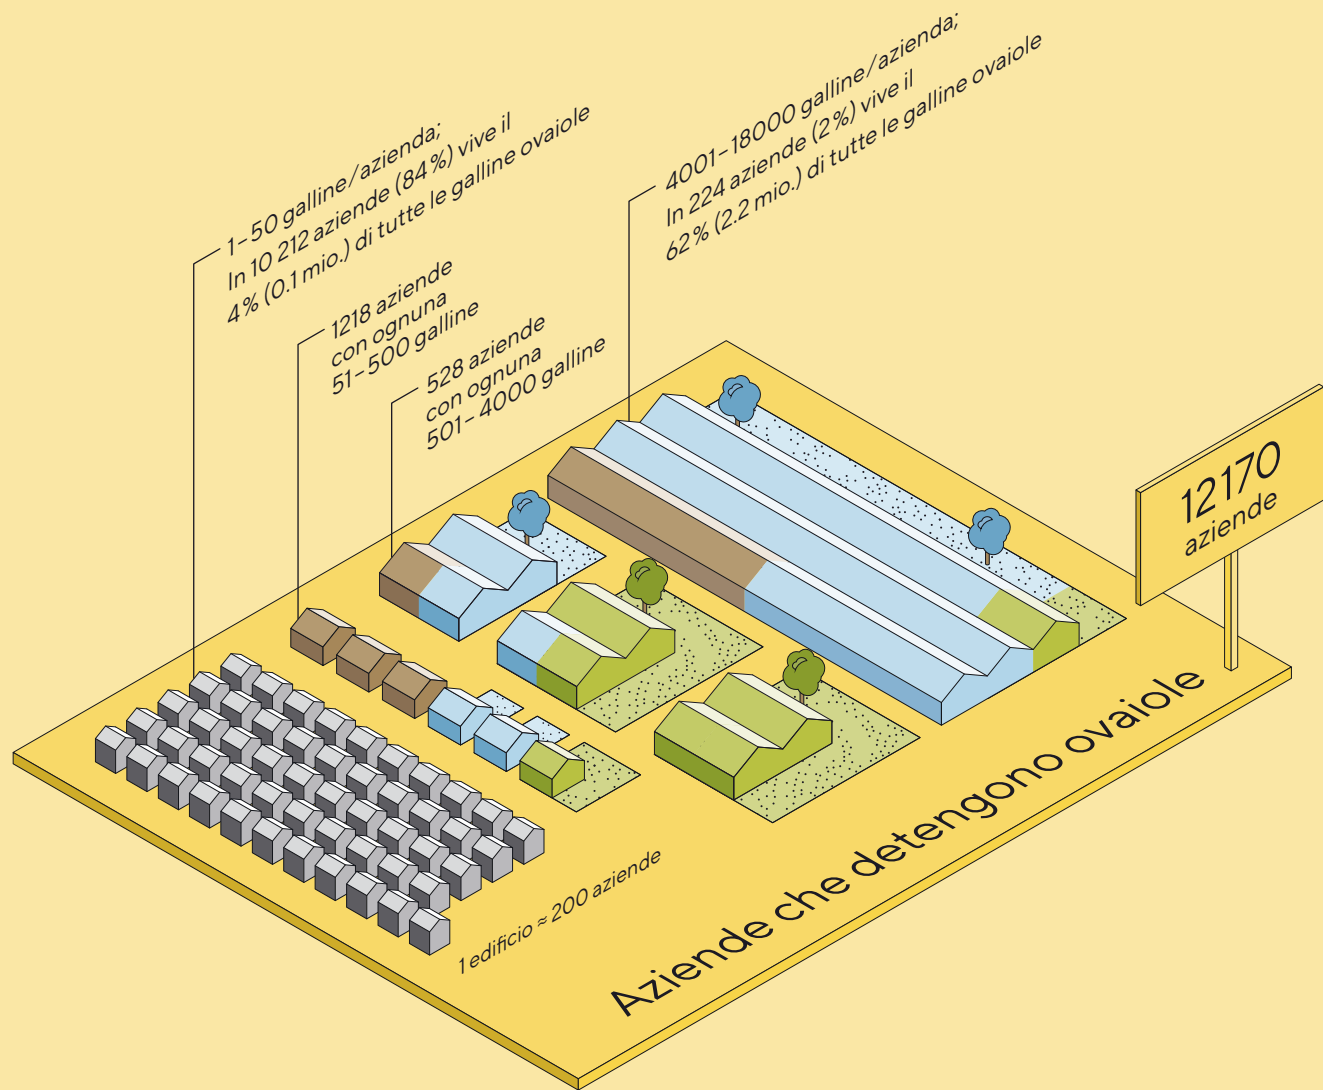 1–50 galline/azienda;
In 10 212 aziende (84%) vive il
4% (0.1 mio.) di tutte le galline ovaiole
1218 aziende
con ognuna
51–500 galline
528 aziende
con ognuna
501–4000 galline
4001–18000 galline/azienda;
In 224 aziende (2%) vive il
62% (2.2 mio.) di tutte le galline ovaiole
12170
aziende
1 edificio ≈ 200 aziende
Aziende che detengono ovaiole